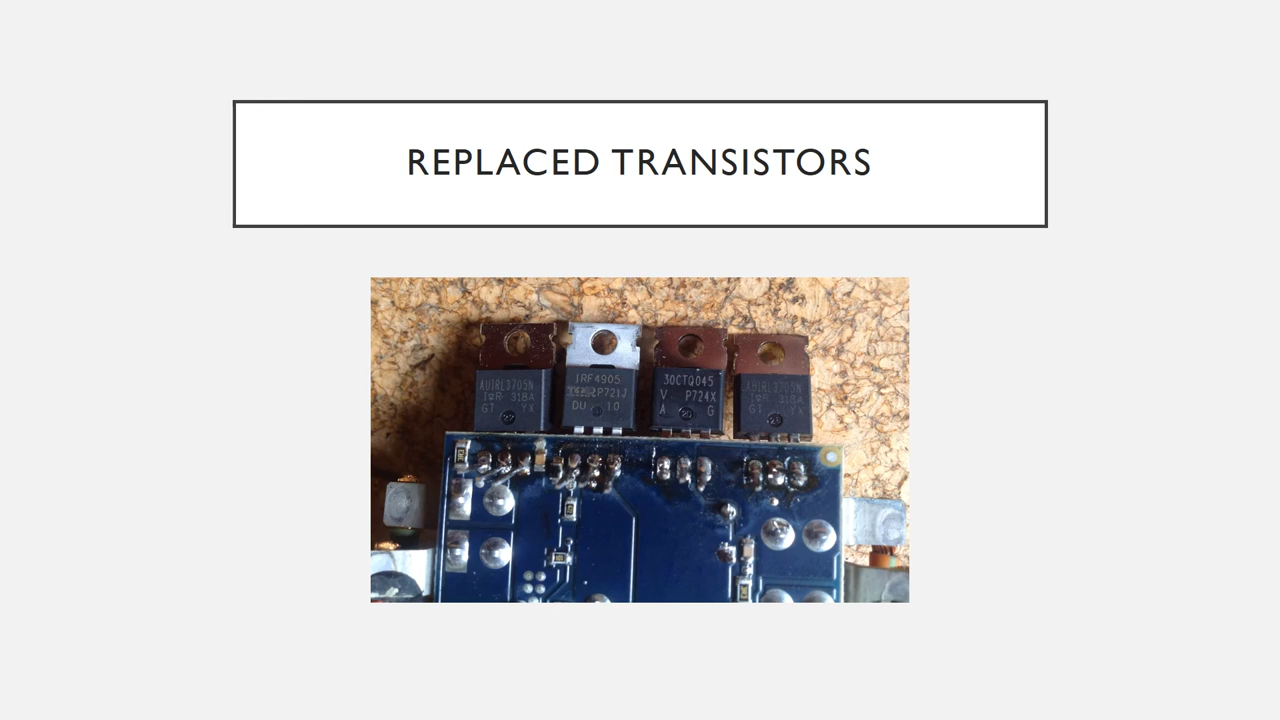 REPLACED TRANSISTORS
AUIRL3705N
IOR 318A
GT YX
IRF4905
P721J
DU 10
30CTQ045
V P724X
A G
AUIRL3705N
IOR 318A
GT YX